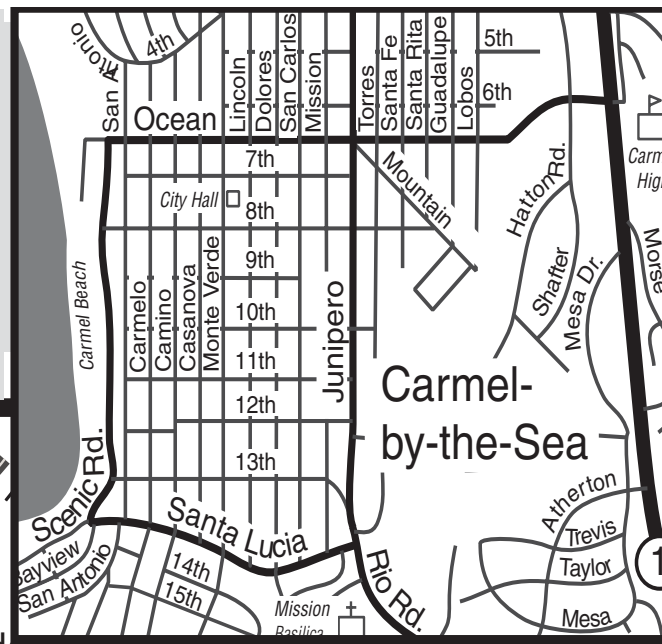 4th
San Antonio
Ocean
Lincoln
Dolores
San Carlos
Mission
Torres
Santa Fe
Santa Rita
Guadalupe
Lobos
5th
6th
7th
City Hall
8th
9th
10th
11th
12th
13th
Mountain
Hatton Rd.
Shafter
Mesa Dr.
Morse
Carmel Beach
Carmelo
Camino
Casanova
Monte Verde
Junipero
Carmel-
by-the-Sea
Scenic Rd.
Santa Lucia
Bayview
San Antonio
14th
15th
Rio Rd.
Mission
Basilica
Atherton
Trevis
Taylor
Mesa
1